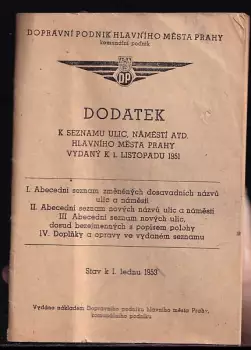 DOPRAVNÍ PODNIK HLAVNÍHO MĚSTA PRAHY
komunální podnik
DP
DODATEK
K SEZNAMU ULIC, NÁMĚSTÍ ATD.
HLAVNÍHO MĚSTA PRAHY
VYDANÝ K 1. LISTOPADU 1951
I. Abecední seznam změněných dosavadních názvů
ulic a náměstí
II. Abecední seznam nových názvů ulic a náměstí
III Abecední seznam nových ulic,
dosud bezejmenných s popisem polohy
IV. Doplňky a opravy ve vydaném seznamu
Stav k 1. lednu 1953
Vydáno nákladem Dopravního podniku hlavního města Prahy,
komunálního podniku